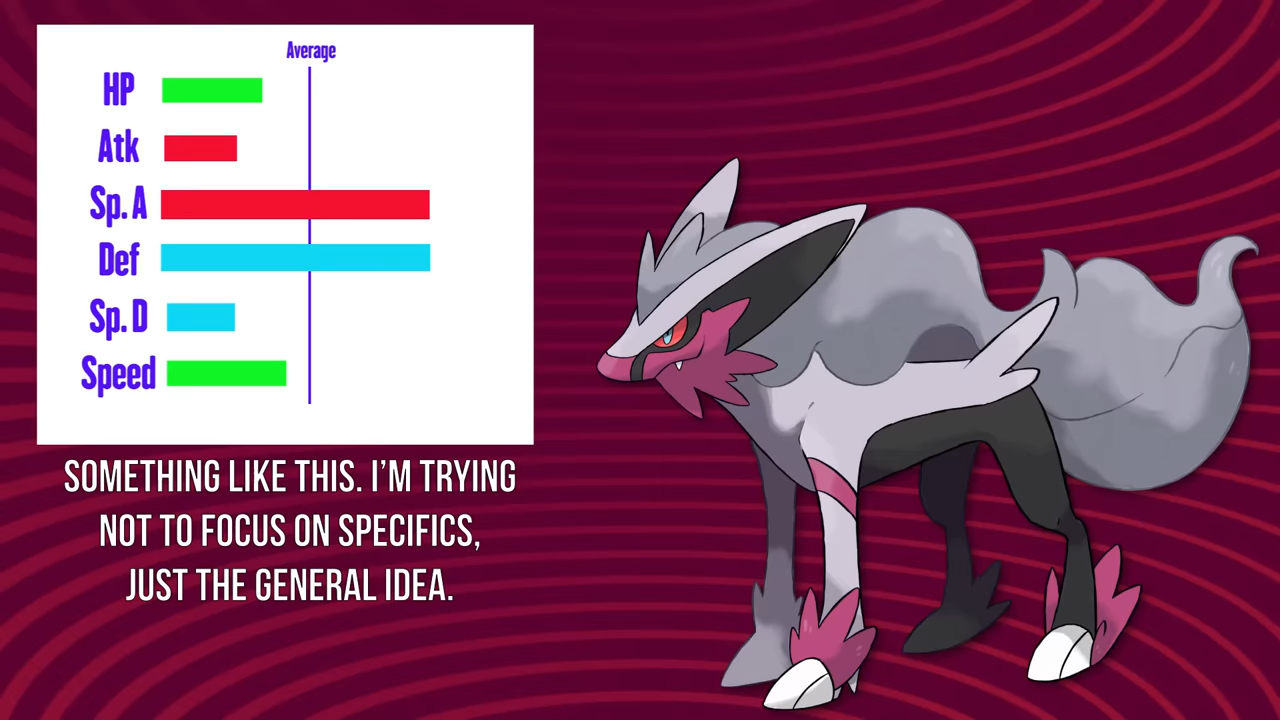 Average
HP
Atk
Sp. A
Def
Sp. D
Speed
SOMETHING LIKE THIS. I'M TRYING
NOT TO FOCUS ON SPECIFICS,
JUST THE GENERAL IDEA.